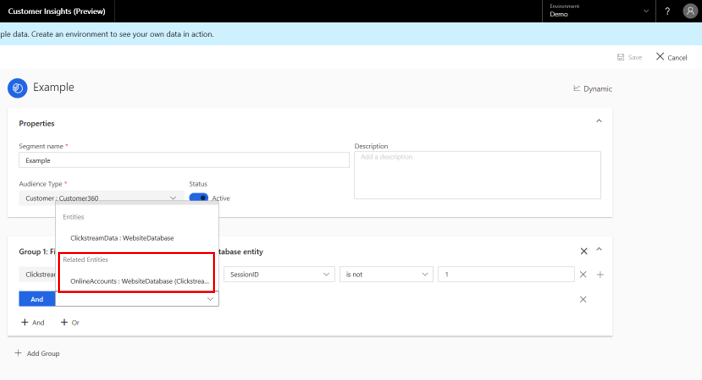 Customer Insights (Preview)
Environment
Demo
?
ple data. Create an environment to see your own data in action.
Save
Cancel
Example
Dynamic
Properties
Segment name *
Example
Description
Add a description
Audience Type *
Customer : Customer360
Status
Active
Entities
ClickstreamData : WebsiteDatabase
Related Entities
OnlineAccounts : WebsiteDatabase (Clickstrea...
Group 1: Fi
abase entity
Clickstream
SessionID
is not
1
And
And
Or
Add Group